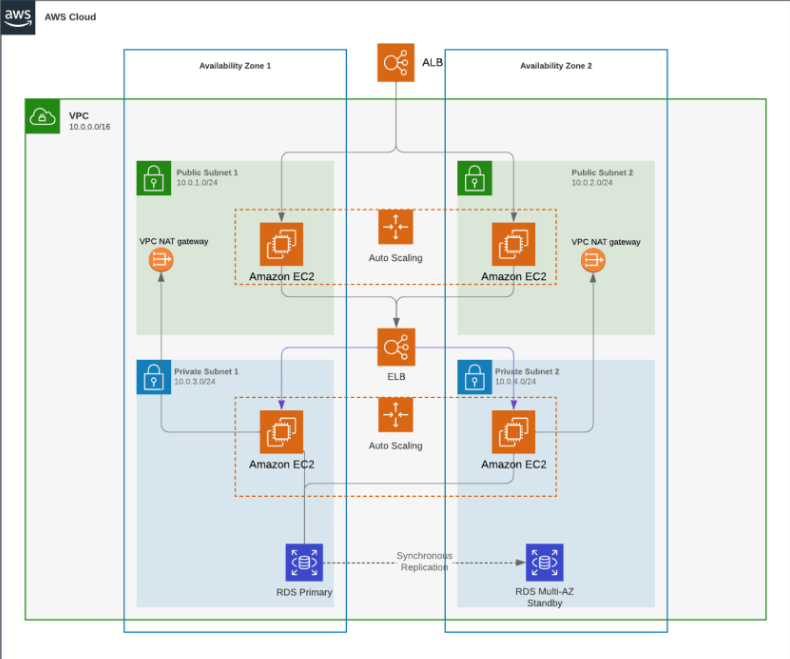 aws
AWS Cloud
Availability Zone 1
ALB
Availability Zone 2
VPC
10.0.0.0/16
Public Subnet 1
10.0.1.0/24
Public Subnet 2
10.0.2.0/24
VPC NAT gateway
Amazon EC2
Auto Scaling
Amazon EC2
VPC NAT gateway
ELB
Private Subnet 1
10.0.3.0/24
Private Subnet 2
10.0.4.0/24
Amazon EC2
Auto Scaling
Amazon EC2
Synchronous
Replication
RDS Primary
RDS Multi-AZ
Standby